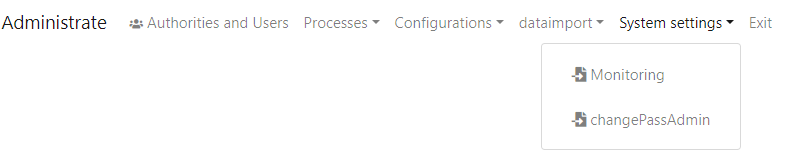 Administrate Authorities and Users Processes Configurations dataimport System settings Exit
Monitoring
changePassAdmin